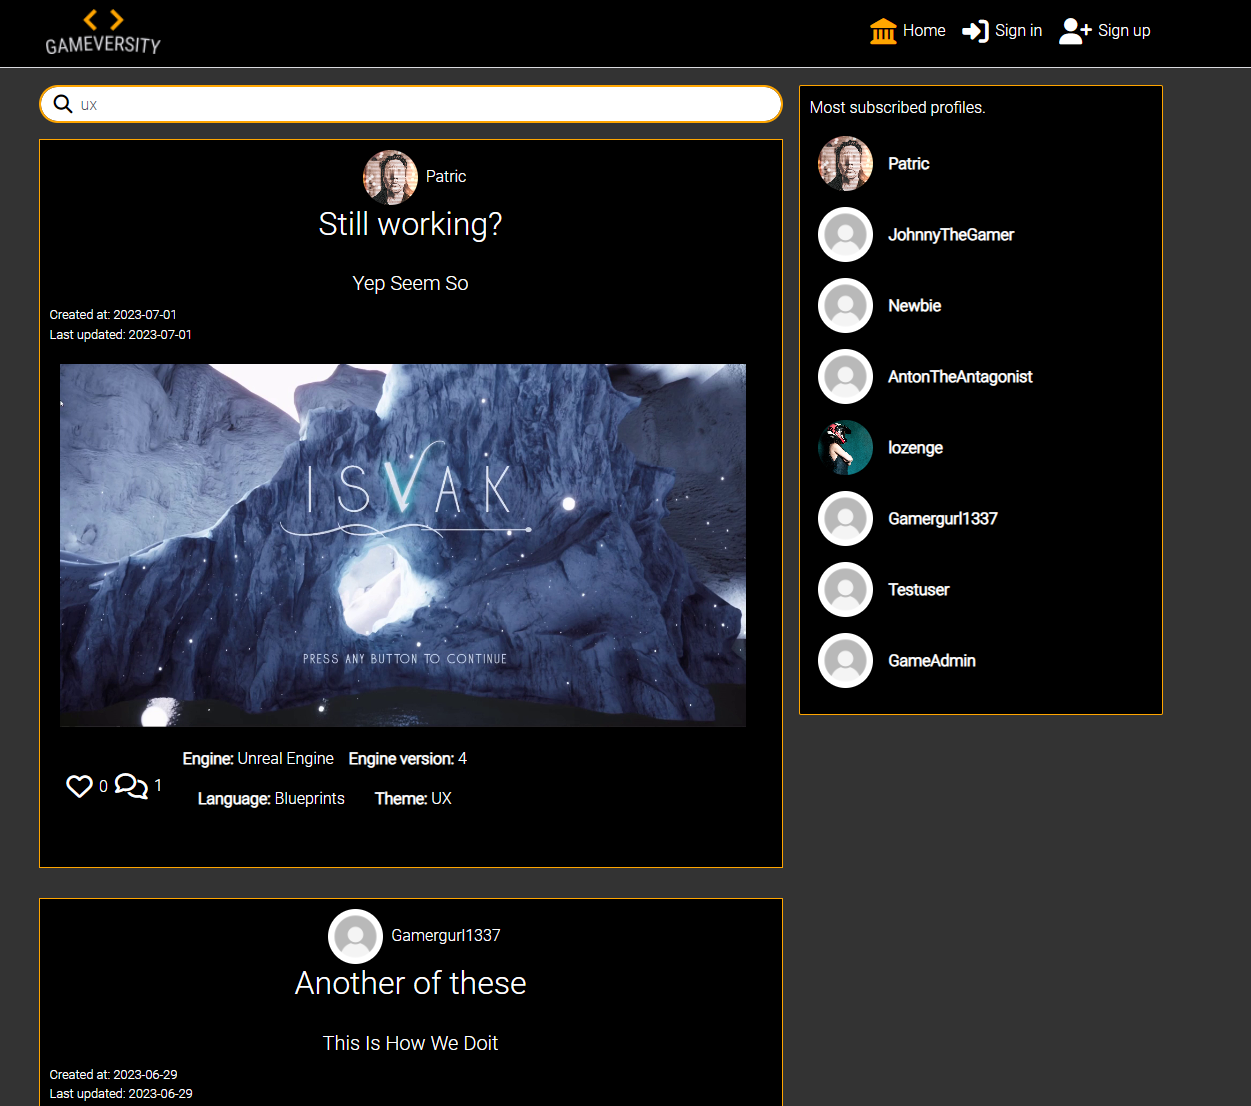 GAMEVERSITY
Home
Sign in
Sign up
ux
Patric
Still working?
Yep Seem So
Created at: 2023-07-01
Last updated: 2023-07-01
ISVAK
PRESS ANY BUTTON TO CONTINUE
0
1
Engine: Unreal Engine Engine version: 4
Language: Blueprints Theme: UX
Gamergurl1337
Another of these
This Is How We Doit
Created at: 2023-06-29
Last updated: 2023-06-29
Most subscribed profiles.
Patric
JohnnyTheGamer
Newbie
AntonTheAntagonist
lozenge
Gamergurl1337
Testuser
GameAdmin